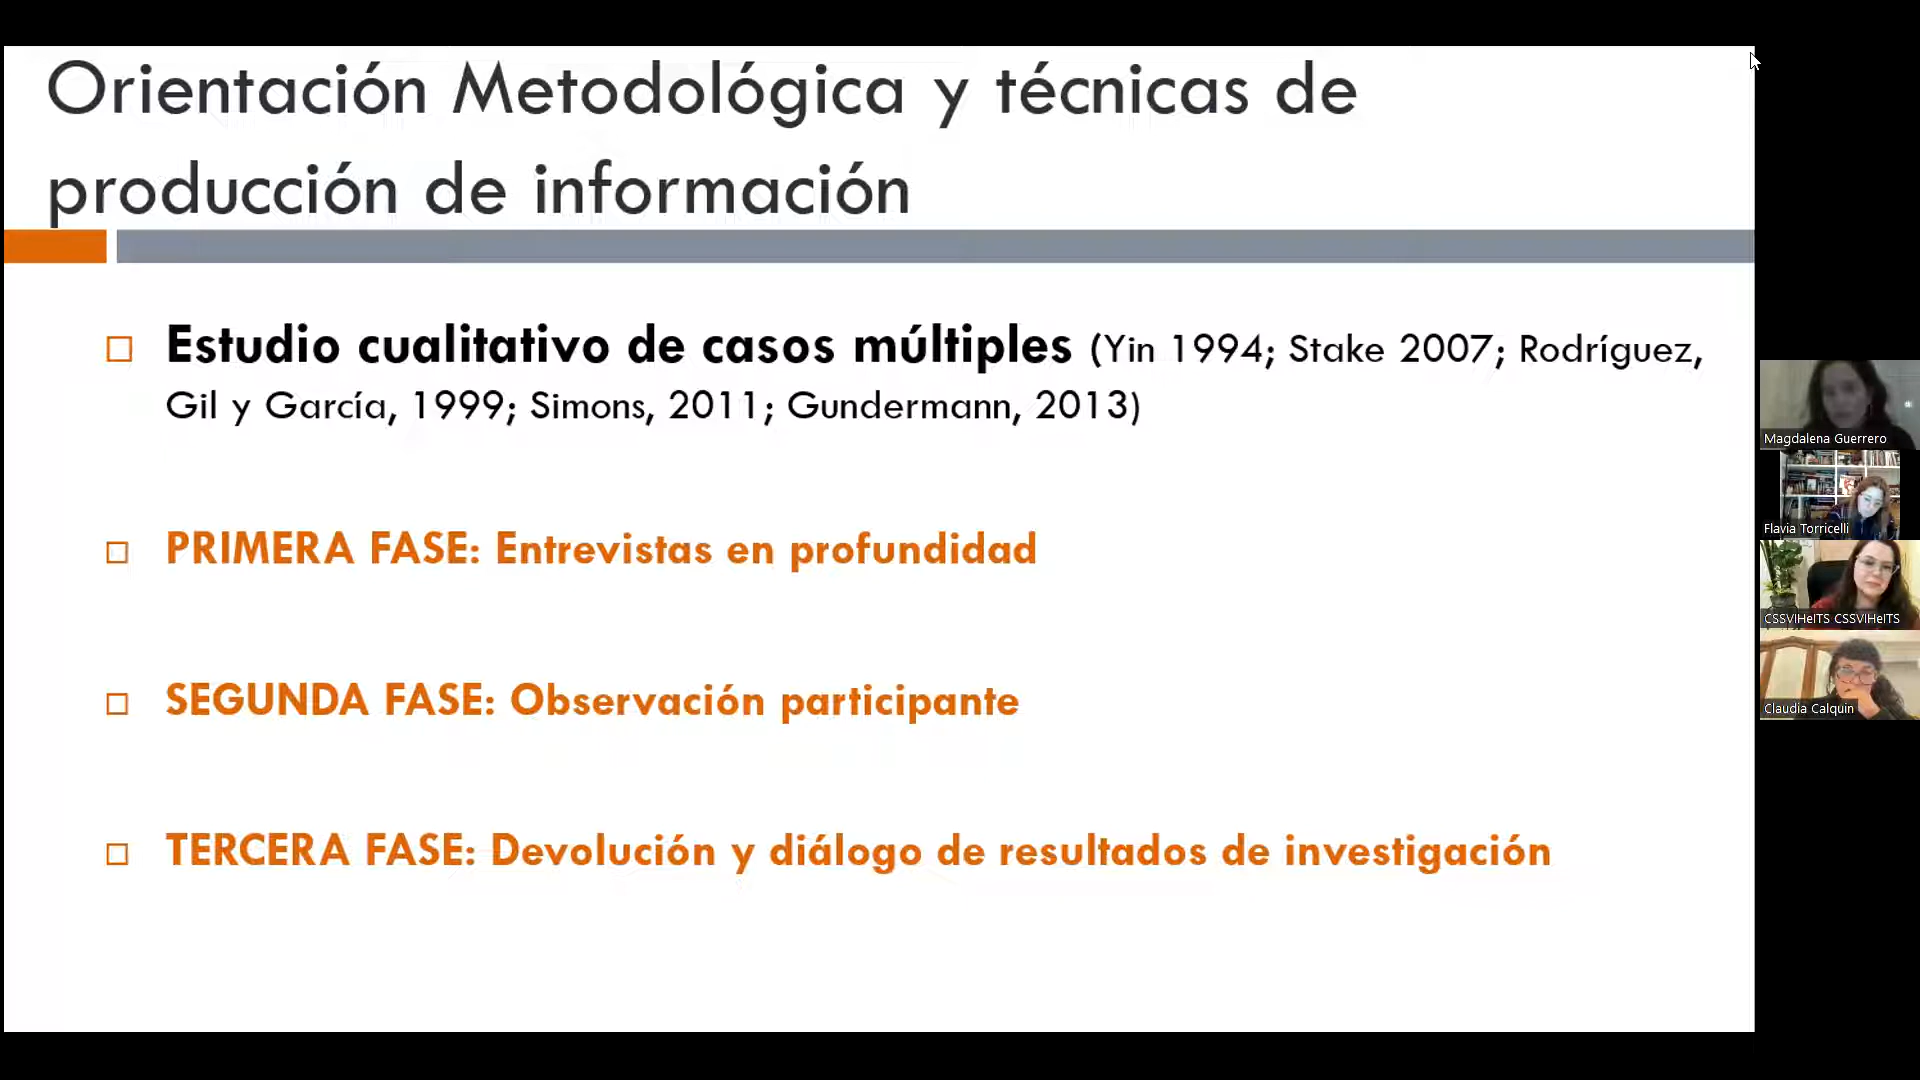 Orientación Metodológica y técnicas de
producción de información
Estudio cualitativo de casos múltiples (Yin 1994; Stake 2007; Rodríguez,
Gil y García, 1999; Simons, 2011; Gundermann, 2013)
PRIMERA FASE: Entrevistas en profundidad
SEGUNDA FASE: Observación participante
TERCERA FASE: Devolución y diálogo de resultados de investigación
Magdalena Guerrero
Flavia Torricelli
CSSVIHeITS CSSVIHeITS
Claudia Calquin